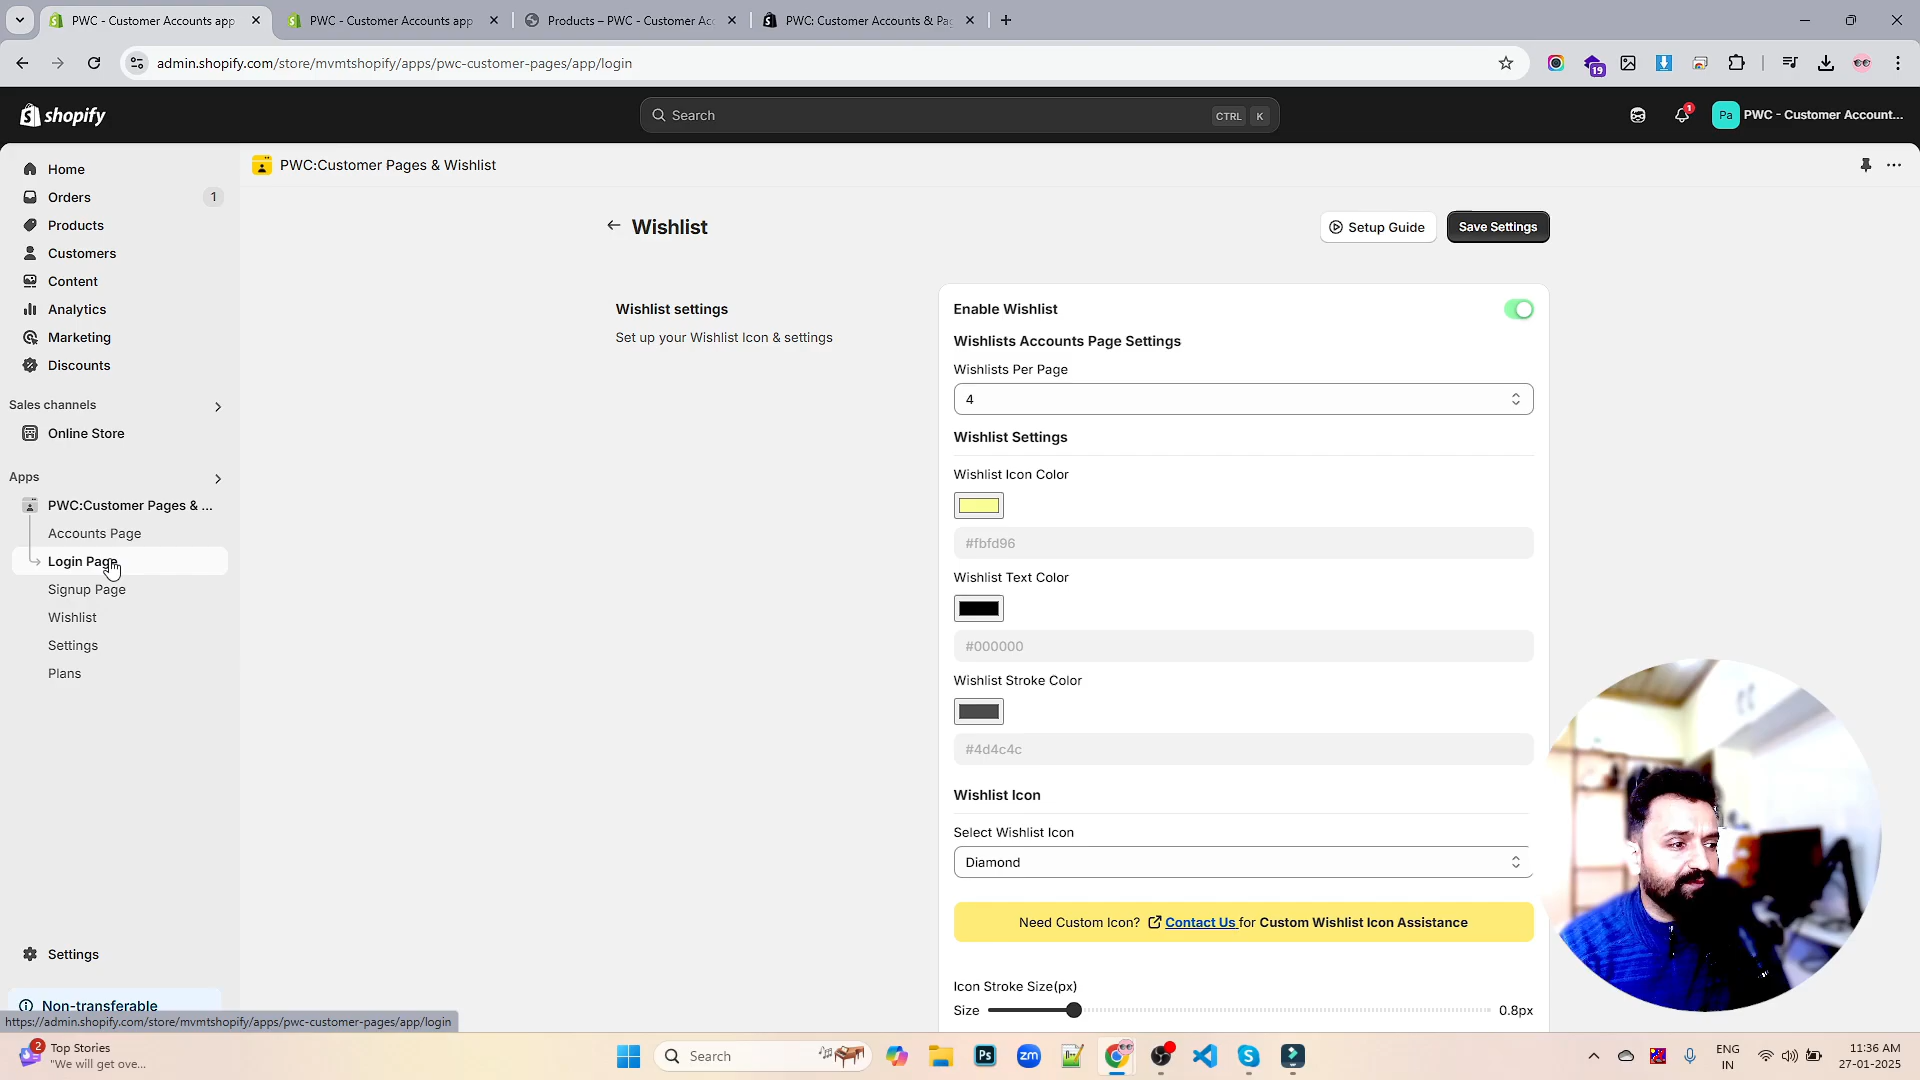 PWC - Customer Accounts app
PWC - Customer Accounts app
Products – PWC - Customer Ac
PWC: Customer Accounts & Pa
admin.shopify.com/store/mvmtshopify/apps/pwc-customer-pages/app/login
19
shopify
Search
CTRL
K
1
Pa
PWC - Customer Account...
Home
Orders
1
Products
Customers
Content
Analytics
Marketing
Discounts
Sales channels
Online Store
Apps
PWC:Customer Pages & ...
Accounts Page
Login Page
Signup Page
Wishlist
Settings
Plans
Settings
Non-transferable
https://admin.shopify.com/store/mvmtshopify/apps/pwc-customer-pages/app/login
PWC:Customer Pages & Wishlist
Wishlist
Setup Guide
Save Settings
Wishlist settings
Set up your Wishlist Icon & settings
Enable Wishlist
Wishlists Accounts Page Settings
Wishlists Per Page
4
Wishlist Settings
Wishlist Icon Color
#fbfd96
Wishlist Text Color
#000000
Wishlist Stroke Color
#4d4c4c
Wishlist Icon
Select Wishlist Icon
Diamond
Need Custom Icon? Contact Us for Custom Wishlist Icon Assistance
Icon Stroke Size(px)
Size
0.8px
2
Top Stories
"We will get ove...
Search
Ps
zm
ENG
IN
11:36 AM
27-01-2025